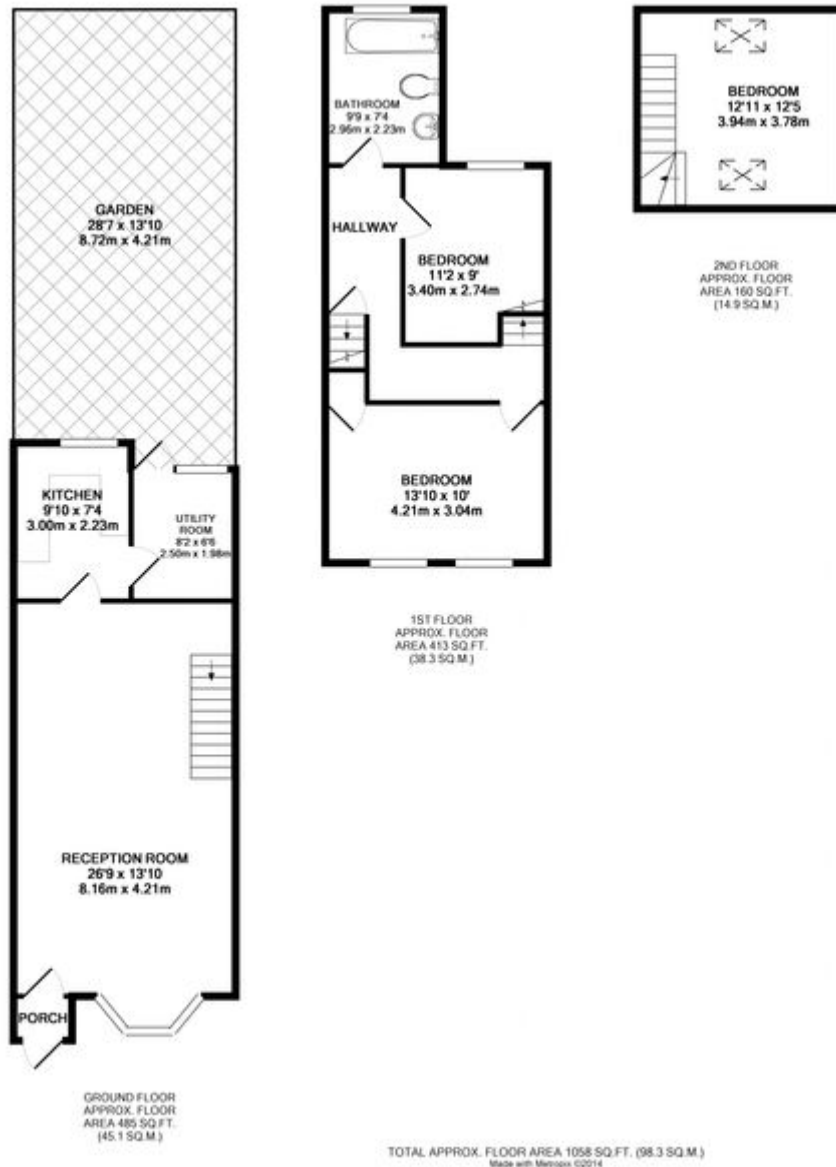 GARDEN
28'7 x 13'10
8.72m x 4.21m
KITCHEN
9'10 x 7'4
3.00m x 2.23m
UTILITY
ROOM
8'2 x 6'6
2.50m x 1.98m
RECEPTION ROOM
26'9 x 13'10
8.16m x 4.21m
PORCH
GROUND FLOOR
APPROX. FLOOR
AREA 485 SQ.FT.
(45.1 SQ.M.)
BATHROOM
9'9 x 7'4
2.96m x 2.23m
HALLWAY
BEDROOM
11'2 x 9'
3.40m x 2.74m
BEDROOM
13'10 x 10'
4.21m x 3.04m
1ST FLOOR
APPROX. FLOOR
AREA 413 SQ.FT.
(38.3 SQ.M.)
BEDROOM
12'11 x 12'5
3.94m x 3.78m
2ND FLOOR
APPROX. FLOOR
AREA 160 SQ.FT.
(14.9 SQ.M.)
TOTAL APPROX. FLOOR AREA 1058 SQ.FT. (98.3 SQ.M.)
Made with Metropix ©2014